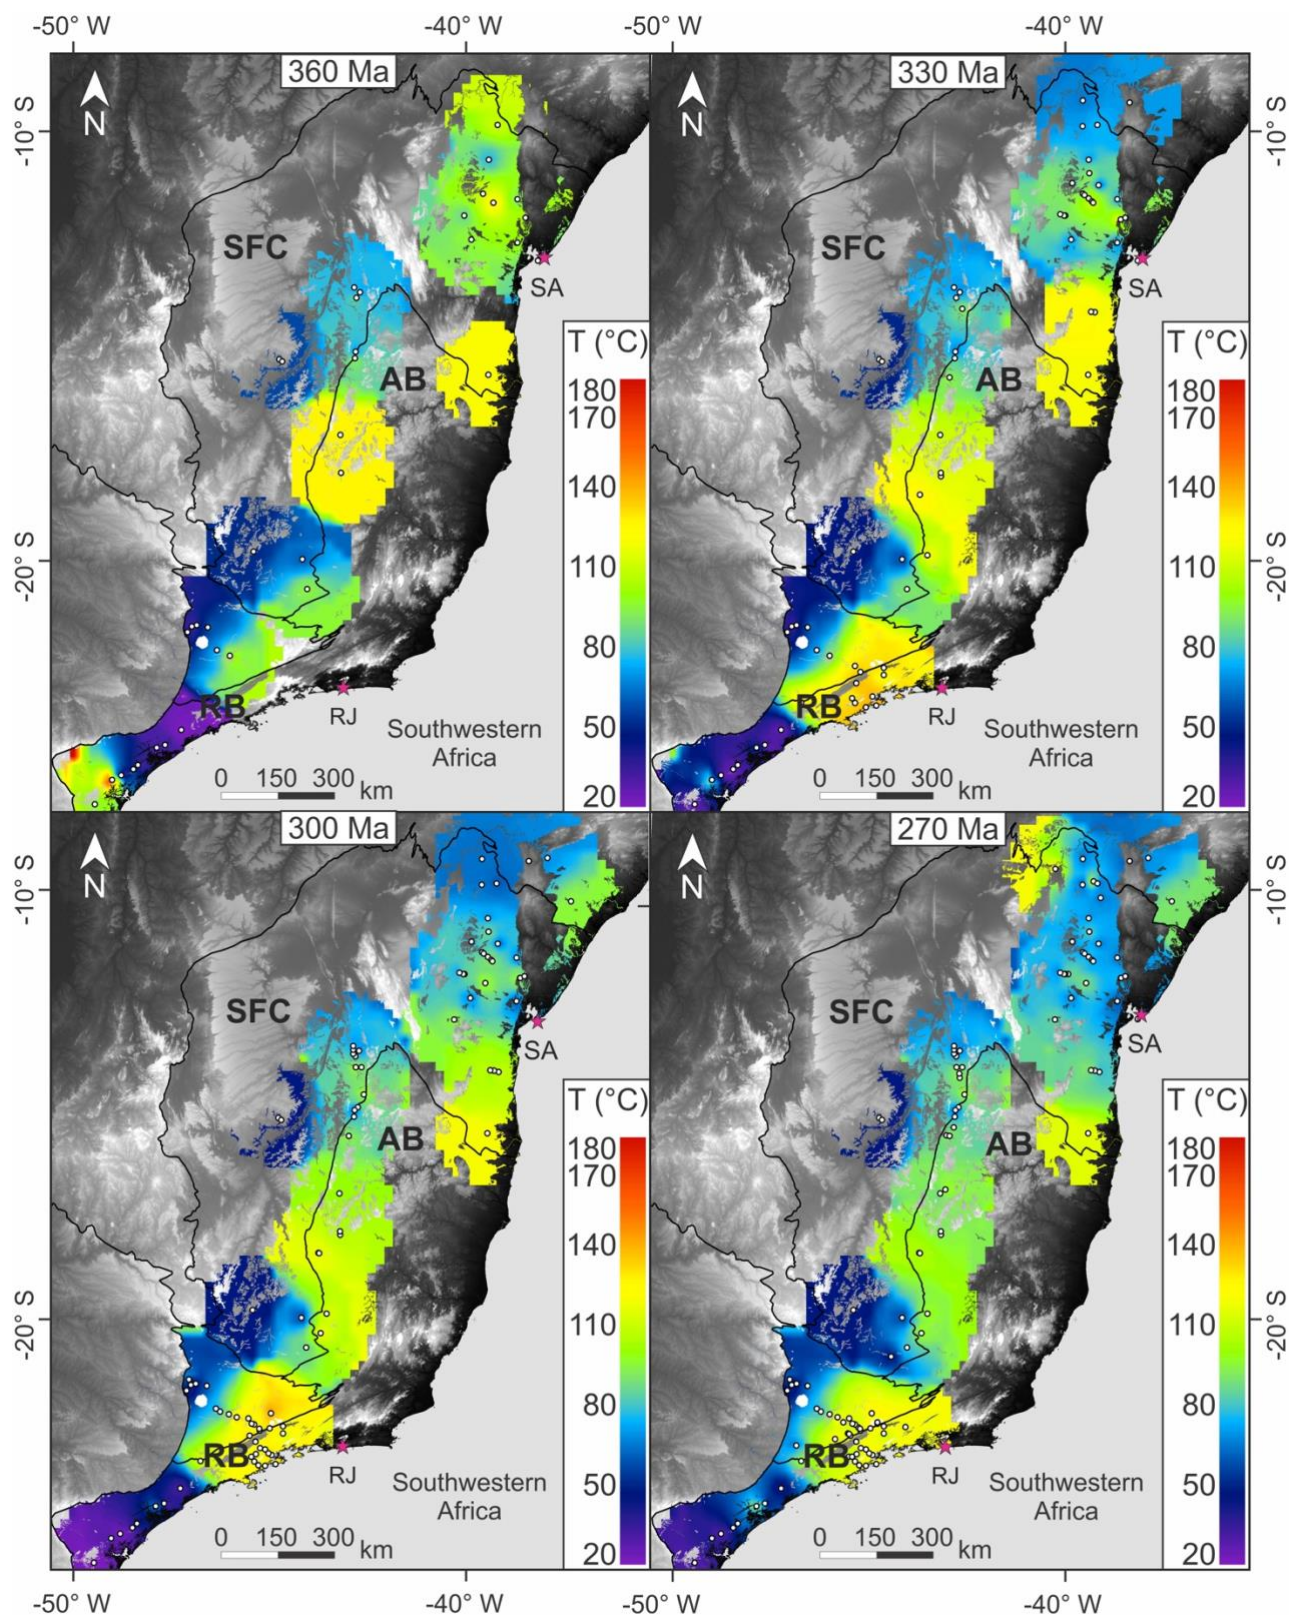 -50° W
-40° W
-50° W
-40° W
360 Ma
330 Ma
N
N
-10° S
-10° S
SFC
SFC
SA
SA
T (°C)
T (°C)
AB
AB
180
170
140
110
80
50
20
180
170
140
110
80
50
20
-20° S
-20° S
RB
RB
RJ
RJ
Southwestern
Africa
Southwestern
Africa
0 150 300 km
0 150 300 km
300 Ma
270 Ma
N
N
-10° S
-10° S
SFC
SFC
SA
SA
T (°C)
T (°C)
AB
AB
180
170
140
110
80
50
20
180
170
140
110
80
50
20
-20° S
-20° S
RB
RB
RJ
RJ
Southwestern
Africa
Southwestern
Africa
0 150 300 km
0 150 300 km
-50° W
-40° W
-50° W
-40° W